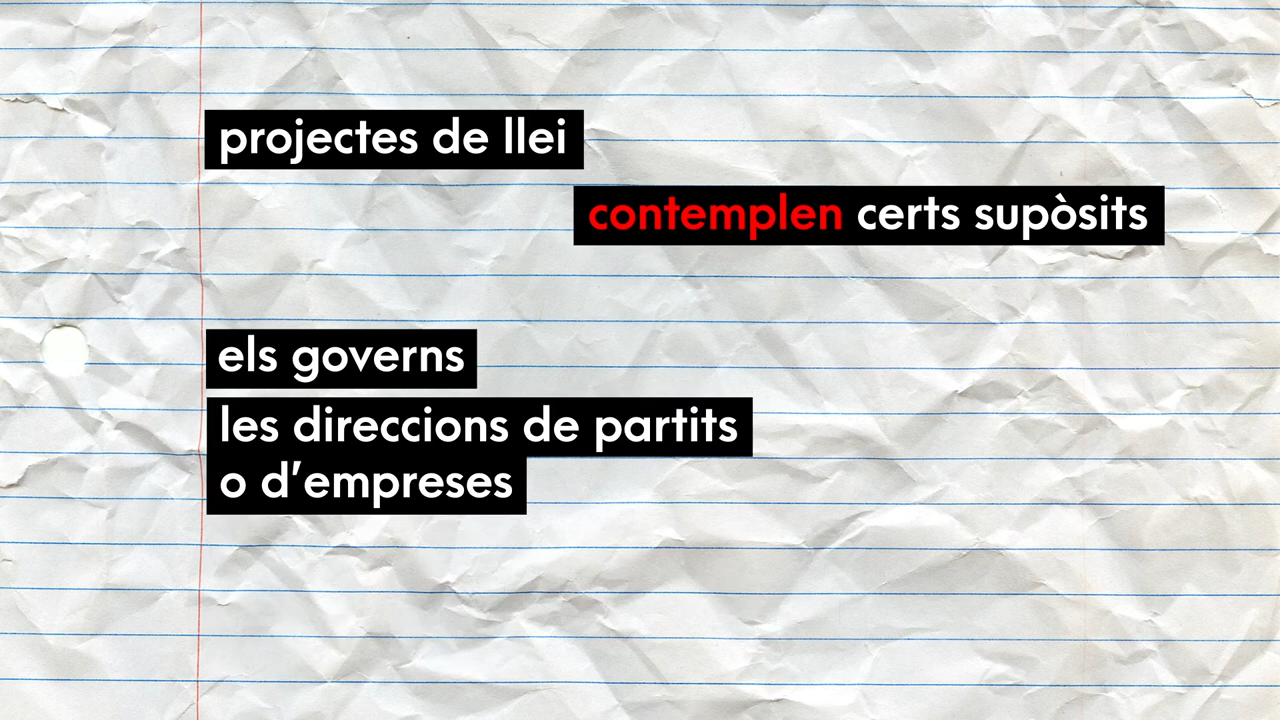 projectes de llei
contemplen certs supòsits
els governs
les direccions de partits
o d’empreses